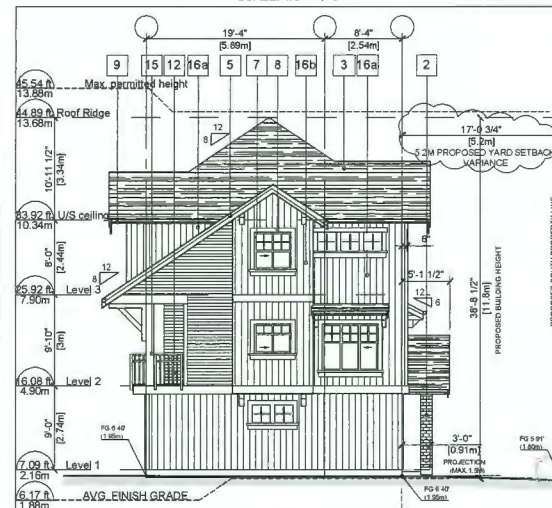 19'-4"
[5.89m]
8'-4"
[2.54m]
9 15 12 16a 5 7 8 16b 3 16a 2
45.54 ft Max. permitted height
13.88m
44.89 ft Roof Ridge
13.68m
17'-0 3/4"
[5.2m]
5.2M PROPOSED YARD SETBACK
VARIANCE
12
8
10'-11 1/2"
[3.34m]
33.92 ft U/S ceiling
10.34m
8'-0"
[2.44m]
6"
5'-1 1/2"
12
8
25.92 ft Level 3
7.90m
12
6
38'-8 1/2"
[11.8m]
PROPOSED BUILDING HEIGHT
9'-10"
[3m]
16.08 ft Level 2
4.90m
9'-0"
[2.74m]
FG 6.40'
(1.95m)
3'-0"
[0.91m]
PROJECTION
(MAX. 1.9M)
FG 5.91'
(1.80m)
7.09 ft Level 1
2.16m
FG 6.40'
(1.95m)
6.17 ft AVG. FINISH GRADE
1.88m